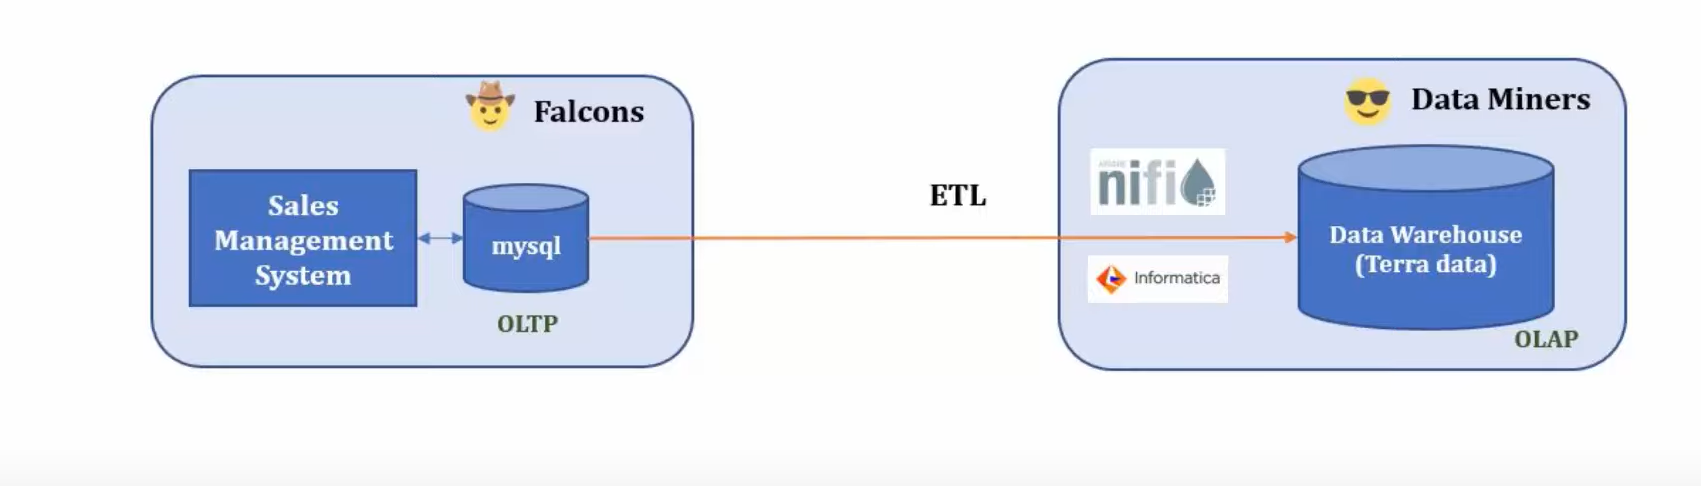 Falcons
Sales
Management
System
mysql
OLTP
ETL
Data Miners
nifi
Informatica
Data Warehouse
(Terra data)
OLAP